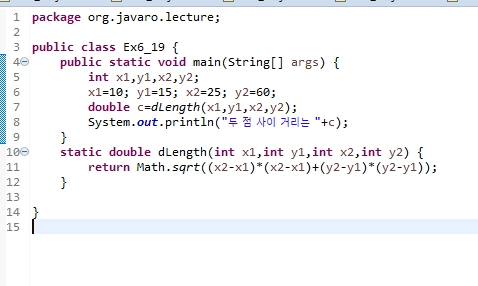 1 package org.javaro.lecture;
2
3 public class Ex6_19 {
4 public static void main(String[] args) {
5 int x1,y1,x2,y2;
6 x1=10; y1=15; x2=25; y2=60;
7 double c=dLength(x1,y1,x2,y2);
8 System.out.println("두 점 사이 거리는 "+c);
9 }
10 static double dLength(int x1,int y1,int x2,int y2) {
11 return Math.sqrt((x2-x1)*(x2-x1)+(y2-y1)*(y2-y1));
12 }
13
14 }
15